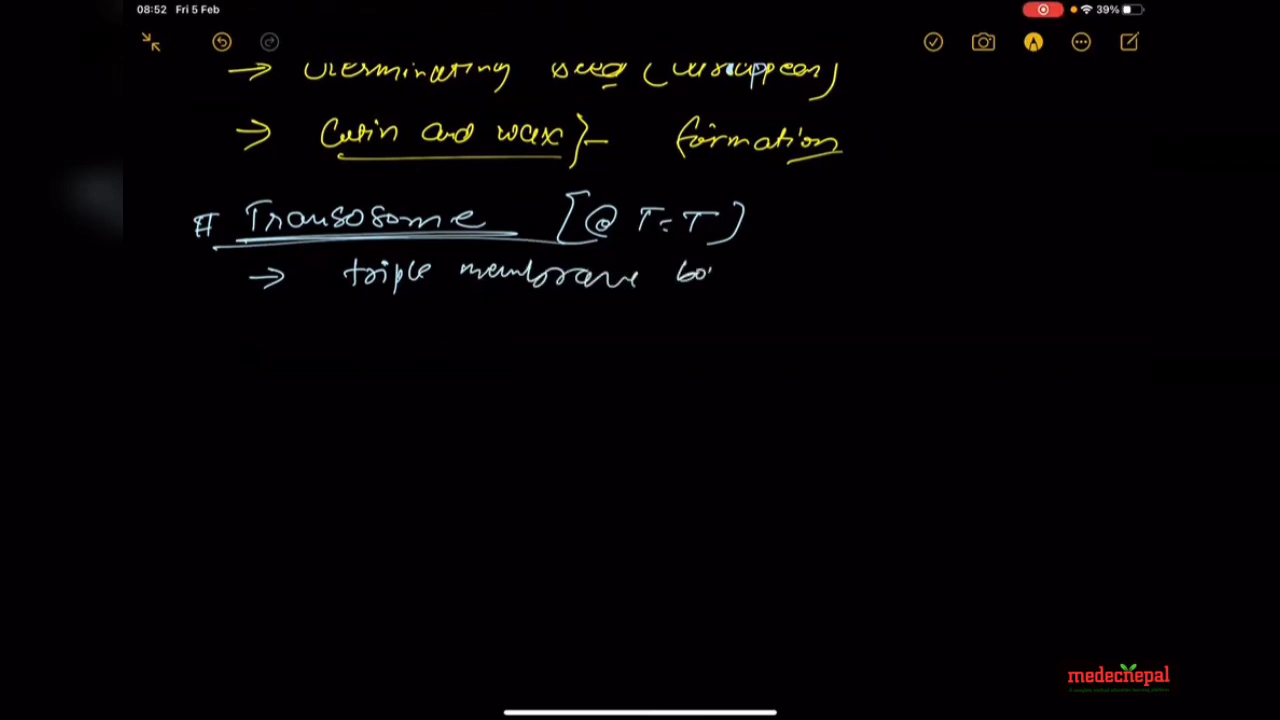 08:52 Fri 5 Feb 39%
→ Germinating seed (disappear)
→ Cutin and wax}- formation
# Transosome [@ T=T]
→ triple membrane bo
medecnepal